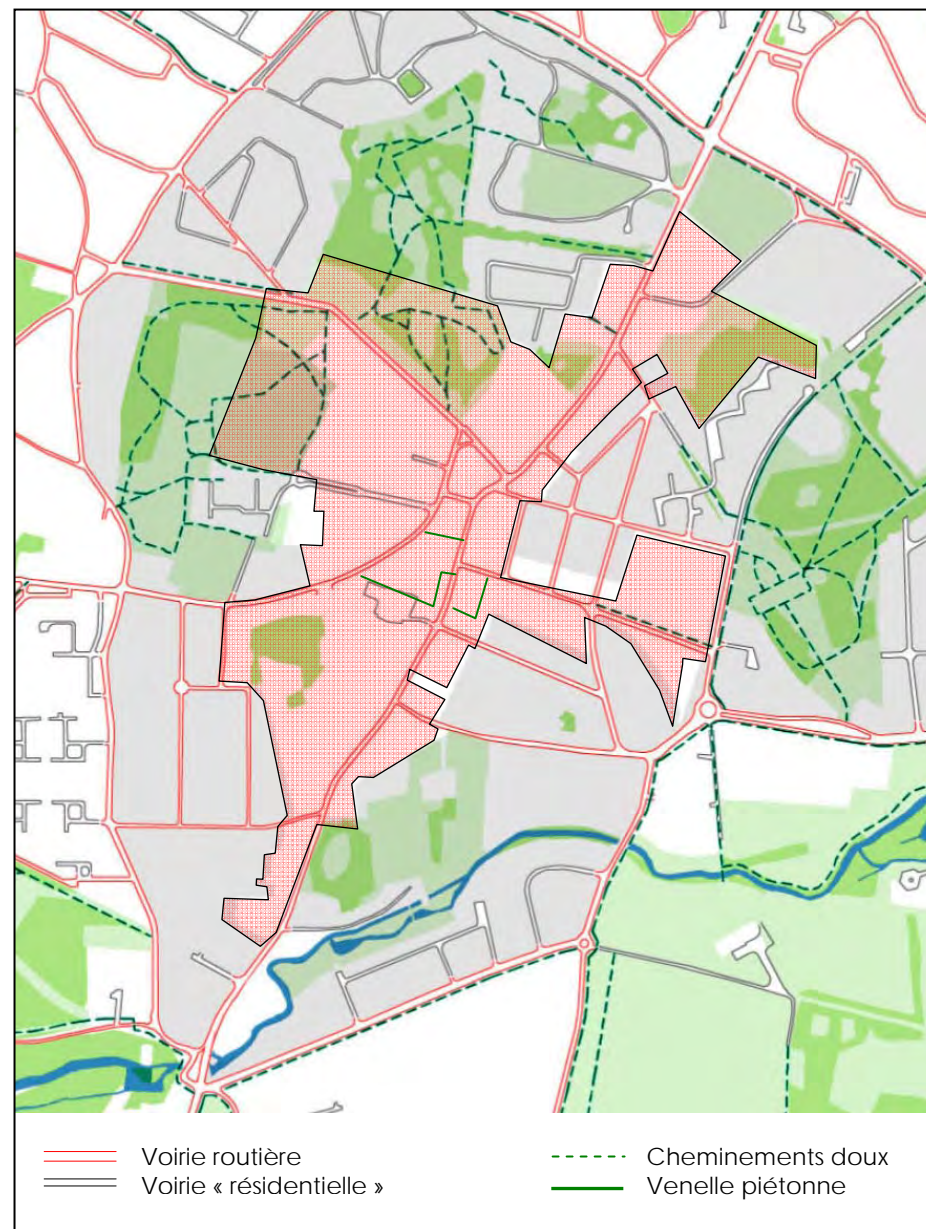 Voirie routière
Voirie « résidentielle »
Cheminements doux
Venelle piétonne